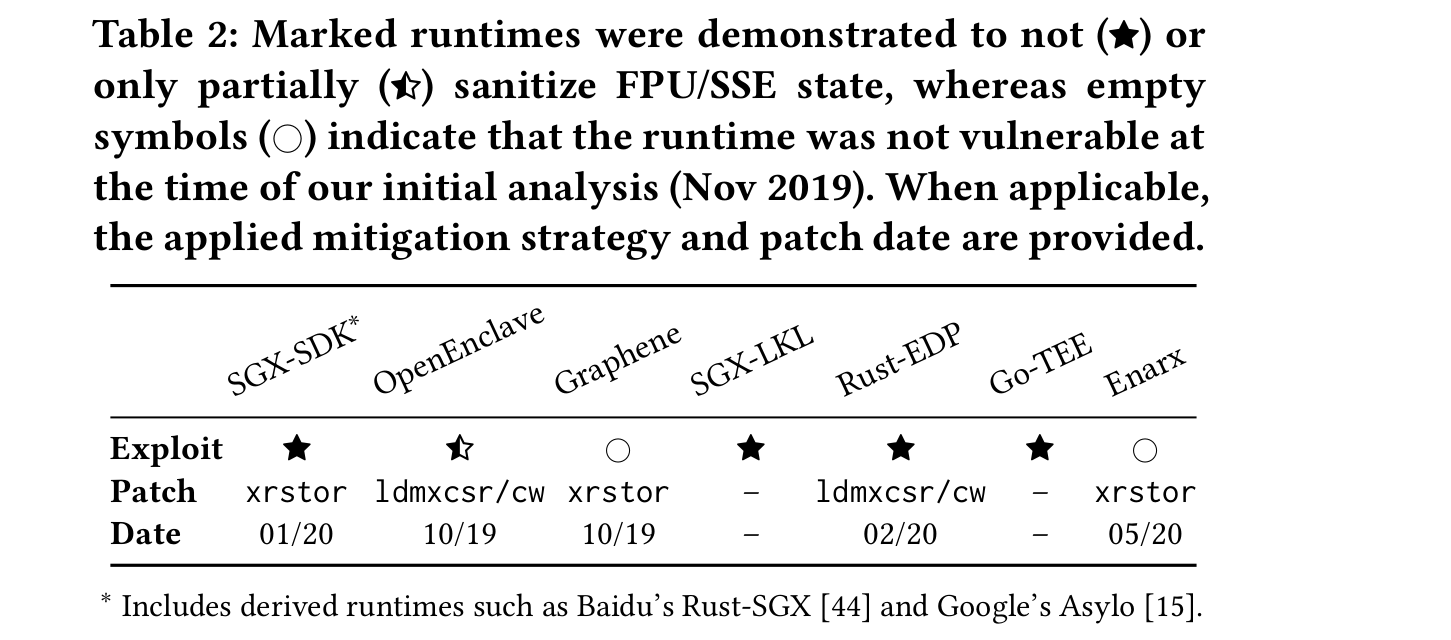 Table 2: Marked runtimes were demonstrated to not (★) or
only partially (⯪) sanitize FPU/SSE state, whereas empty
symbols (○) indicate that the runtime was not vulnerable at
the time of our initial analysis (Nov 2019). When applicable,
the applied mitigation strategy and patch date are provided.
SGX-SDK* OpenEnclave Graphene SGX-LKL Rust-EDP Go-TEE Enarx
Exploit ★ ⯪ ○ ★ ★ ★ ○
Patch xrstor ldmxcsr/cw xrstor – ldmxcsr/cw – xrstor
Date 01/20 10/19 10/19 – 02/20 – 05/20
* Includes derived runtimes such as Baidu's Rust-SGX [44] and Google's Asylo [15].